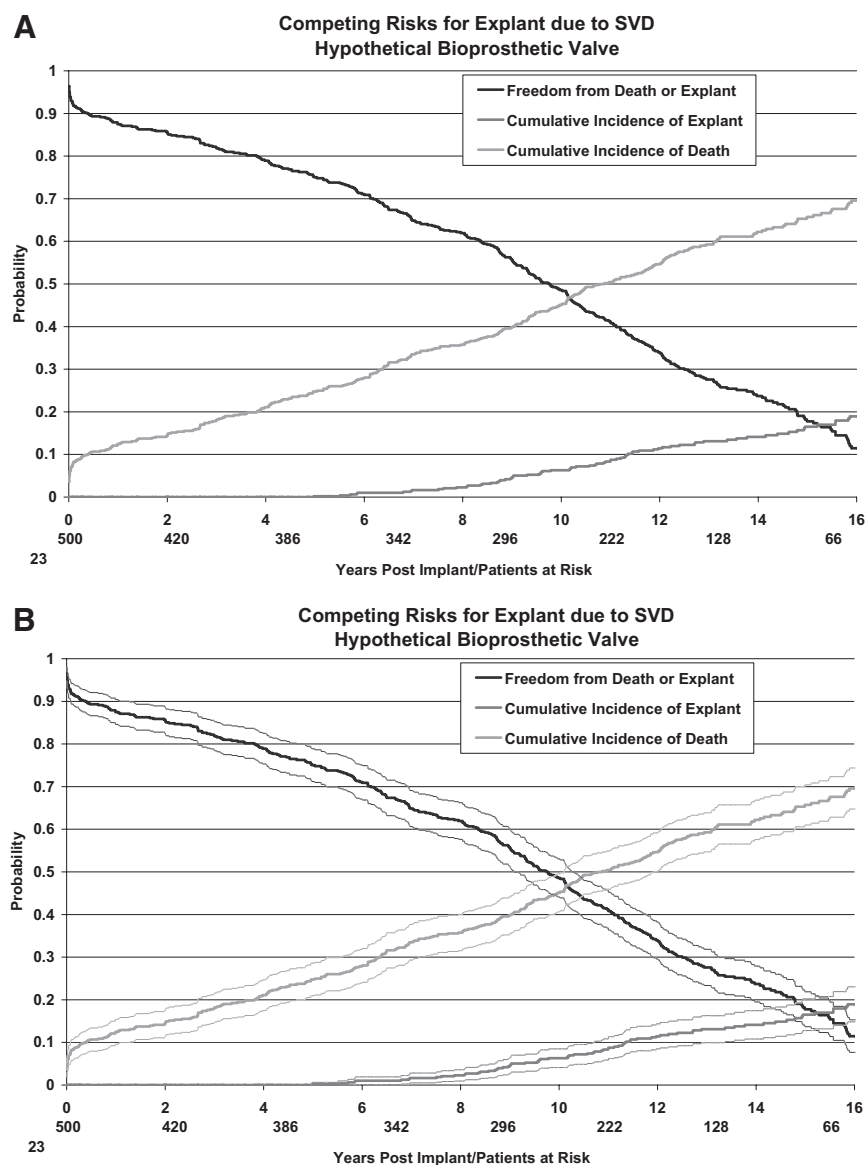 A
Competing Risks for Explant due to SVD
Hypothetical Bioprosthetic Valve
Freedom from Death or Explant
Cumulative Incidence of Explant
Cumulative Incidence of Death
1
0.9
0.8
0.7
0.6
0.5
0.4
0.3
0.2
0.1
0
Probability
0 2 4 6 8 10 12 14 16
500 420 386 342 296 222 128 66
23
Years Post Implant/Patients at Risk
B
Competing Risks for Explant due to SVD
Hypothetical Bioprosthetic Valve
Freedom from Death or Explant
Cumulative Incidence of Explant
Cumulative Incidence of Death
1
0.9
0.8
0.7
0.6
0.5
0.4
0.3
0.2
0.1
0
Probability
0 2 4 6 8 10 12 14 16
500 420 386 342 296 222 128 66
23
Years Post Implant/Patients at Risk